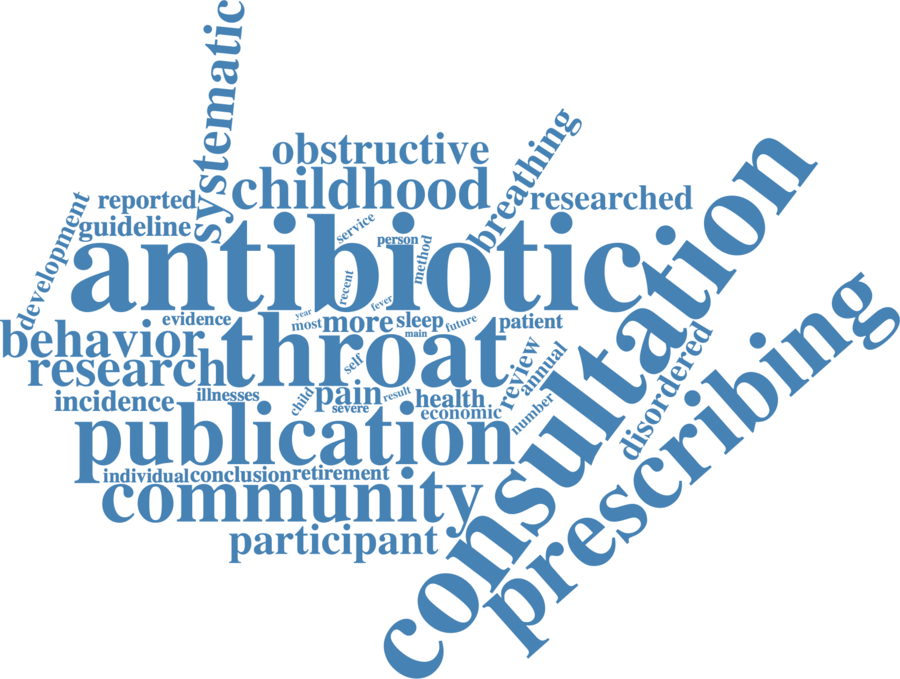 systematic
obstructive
breathing
childhood
reported
researched
guideline
development
service
person
method
antibiotic
recent
fever
year
evidence
most
more
sleep
main
future
patient
behavior
throat
consultation
research
self
review
annual
disordered
prescribing
illnesses
child
pain
severe
result
health
economic
number
incidence
publication
individual
conclusion
retirement
community
participant